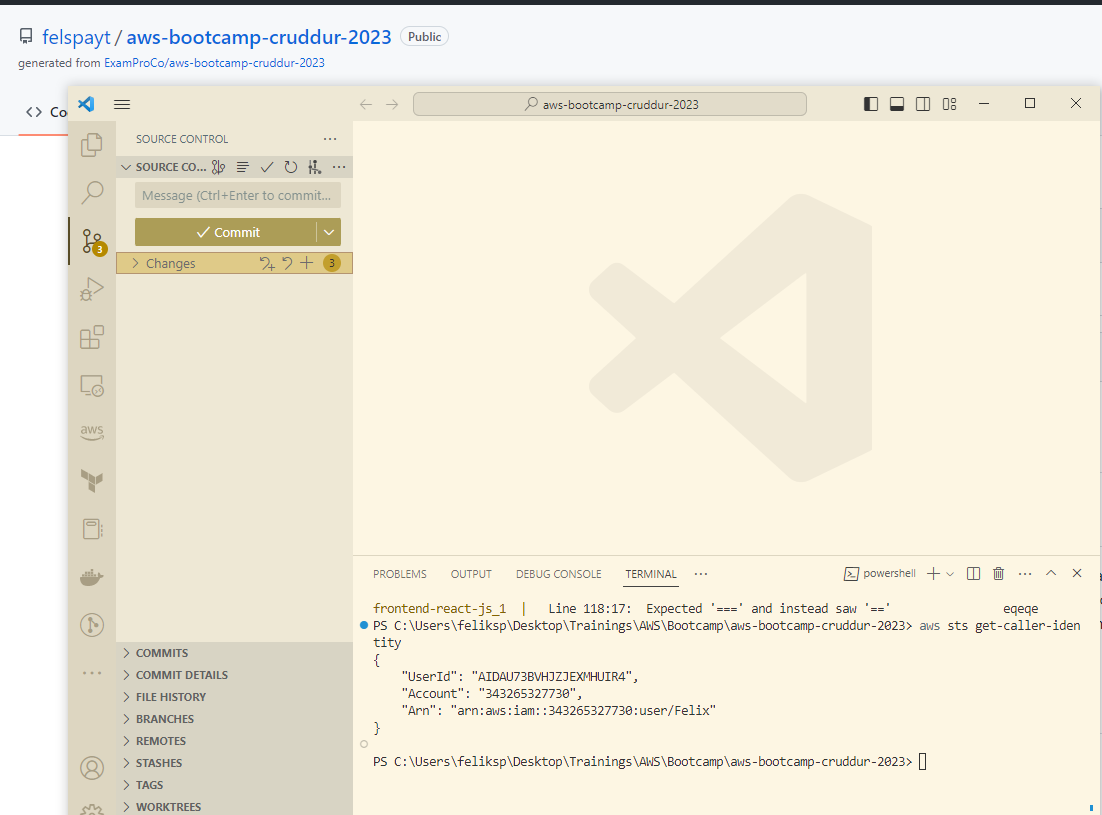 felspayt / aws-bootcamp-cruddur-2023 Public
generated from ExamProCo/aws-bootcamp-cruddur-2023
<> Co
aws-bootcamp-cruddur-2023
SOURCE CONTROL ···
SOURCE CO... ···
Message (Ctrl+Enter to commit...
Commit
3
Changes 3
aws
COMMITS
COMMIT DETAILS
FILE HISTORY
BRANCHES
REMOTES
STASHES
TAGS
WORKTREES
PROBLEMS OUTPUT DEBUG CONSOLE TERMINAL ··· powershell ···
frontend-react-js_1 | Line 118:17: Expected '===' and instead saw '==' eqeqe
PS C:\Users\feliksp\Desktop\Trainings\AWS\Bootcamp\aws-bootcamp-cruddur-2023> aws sts get-caller-iden
tity
{
"UserId": "AIDAU73BVHJZJEXMHUIR4",
"Account": "343265327730",
"Arn": "arn:aws:iam::343265327730:user/Felix"
}
PS C:\Users\feliksp\Desktop\Trainings\AWS\Bootcamp\aws-bootcamp-cruddur-2023>